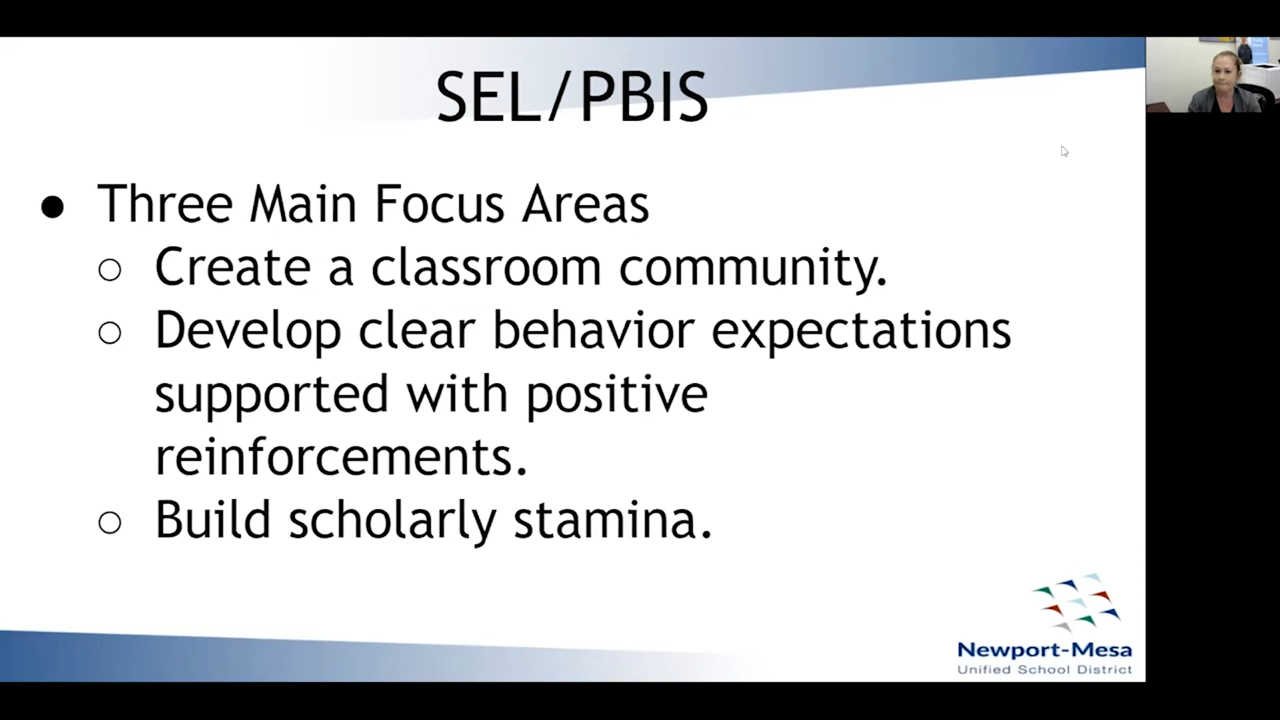 SEL/PBIS
● Three Main Focus Areas
○ Create a classroom community.
○ Develop clear behavior expectations
supported with positive
reinforcements.
○ Build scholarly stamina.
Newport-Mesa
Unified School District